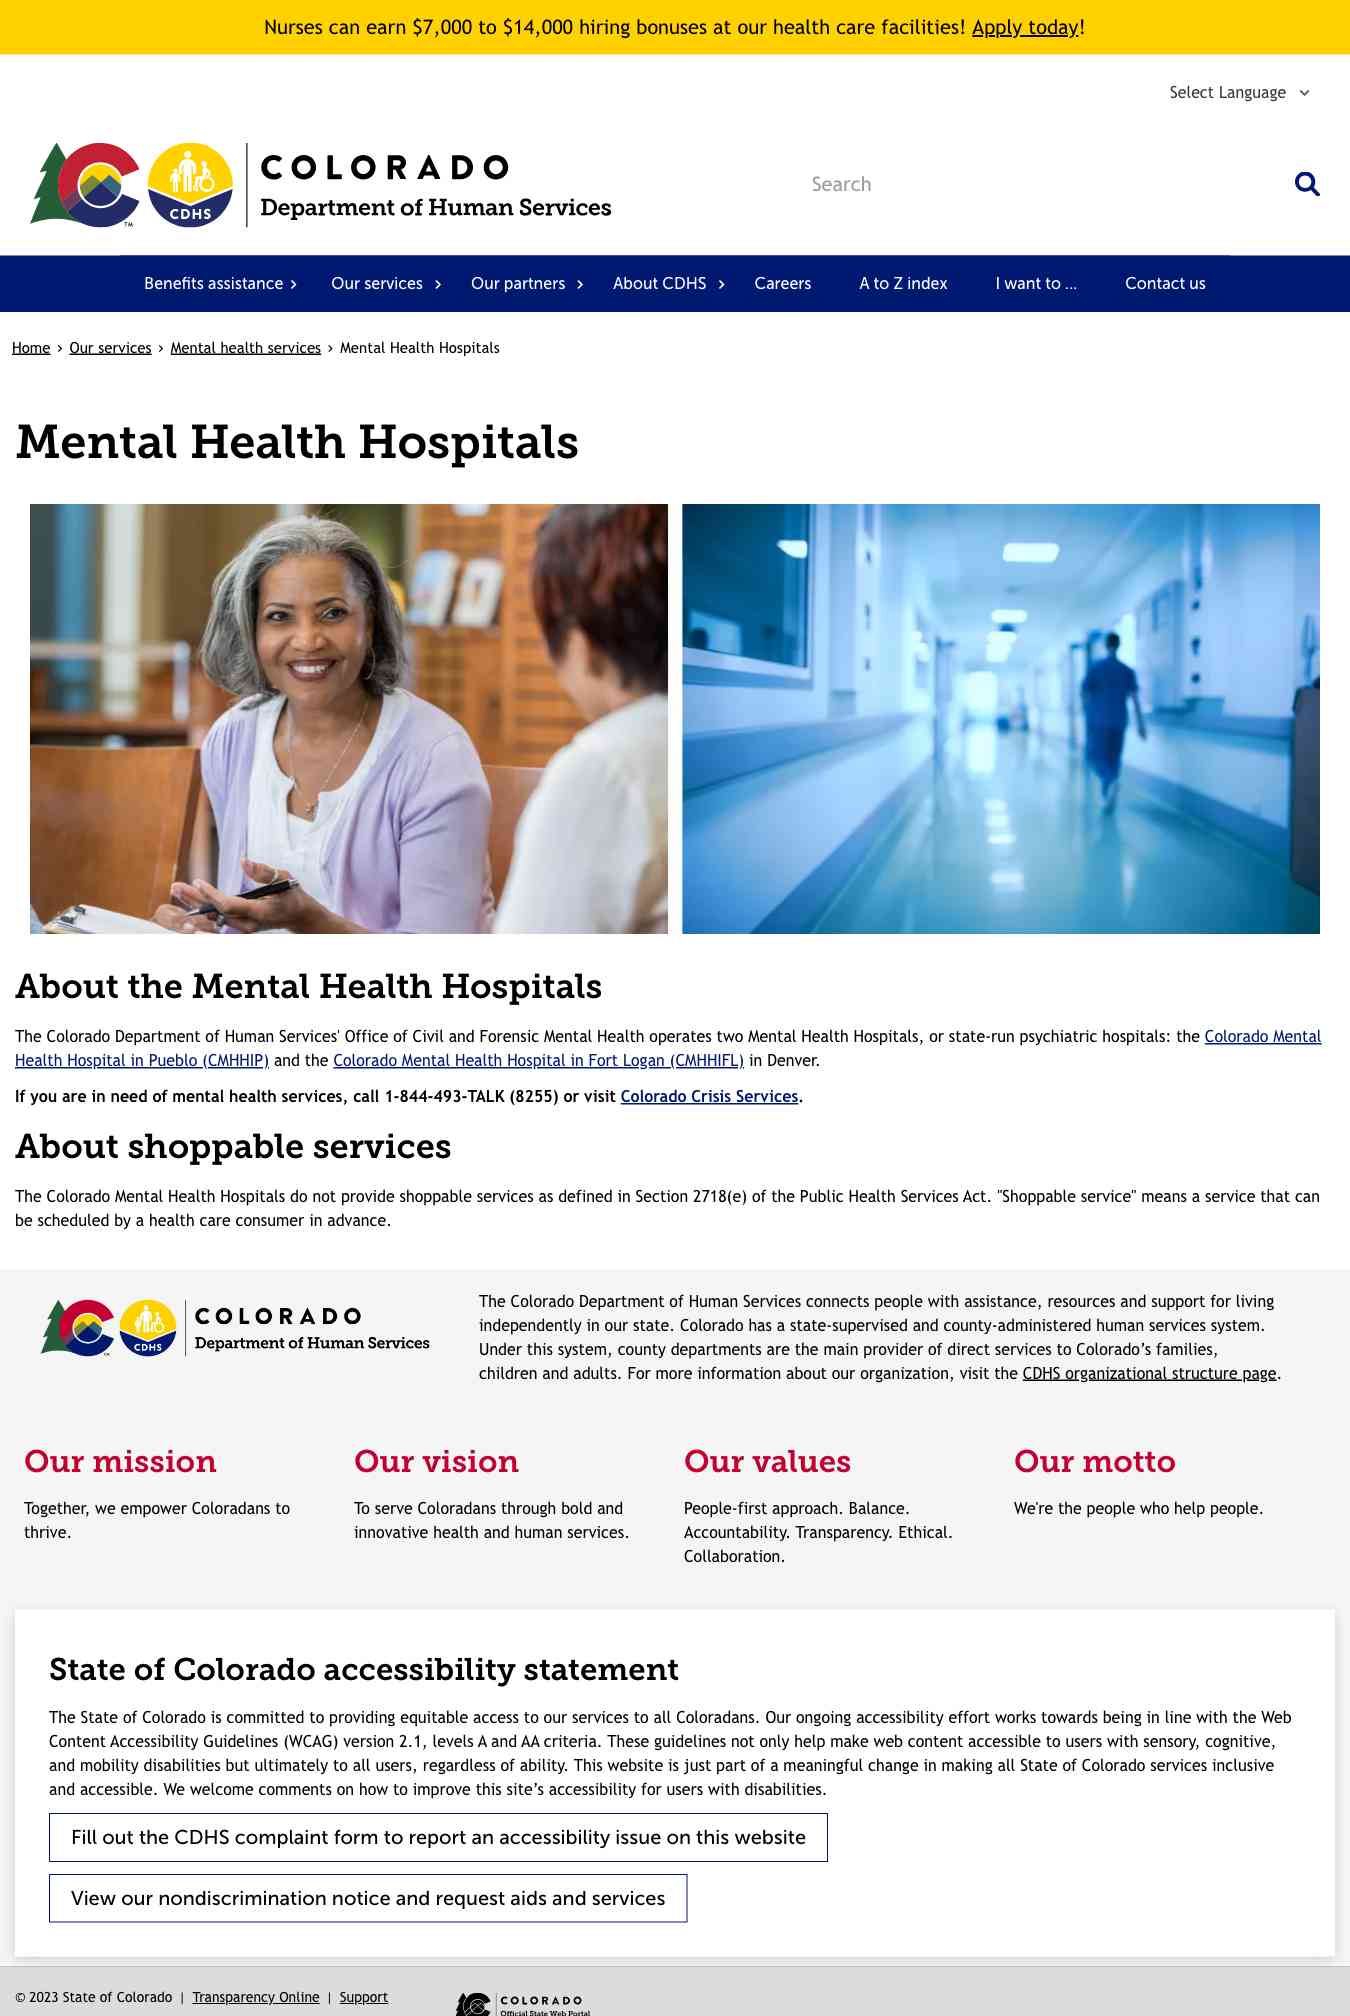 Nurses can earn $7,000 to $14,000 hiring bonuses at our health care facilities! Apply today!
Select Language
COLORADO
Department of Human Services
CDHS
TM
Search
Benefits assistance › Our services › Our partners › About CDHS › Careers A to Z index I want to ... Contact us
Home › Our services › Mental health services › Mental Health Hospitals
Mental Health Hospitals
About the Mental Health Hospitals
The Colorado Department of Human Services' Office of Civil and Forensic Mental Health operates two Mental Health Hospitals, or state-run psychiatric hospitals: the Colorado Mental
Health Hospital in Pueblo (CMHHIP) and the Colorado Mental Health Hospital in Fort Logan (CMHHIFL) in Denver.
If you are in need of mental health services, call 1-844-493-TALK (8255) or visit Colorado Crisis Services.
About shoppable services
The Colorado Mental Health Hospitals do not provide shoppable services as defined in Section 2718(e) of the Public Health Services Act. "Shoppable service" means a service that can
be scheduled by a health care consumer in advance.
COLORADO
Department of Human Services
CDHS
The Colorado Department of Human Services connects people with assistance, resources and support for living
independently in our state. Colorado has a state-supervised and county-administered human services system.
Under this system, county departments are the main provider of direct services to Colorado’s families,
children and adults. For more information about our organization, visit the CDHS organizational structure page.
Our mission
Together, we empower Coloradans to
thrive.
Our vision
To serve Coloradans through bold and
innovative health and human services.
Our values
People-first approach. Balance.
Accountability. Transparency. Ethical.
Collaboration.
Our motto
We're the people who help people.
State of Colorado accessibility statement
The State of Colorado is committed to providing equitable access to our services to all Coloradans. Our ongoing accessibility effort works towards being in line with the Web
Content Accessibility Guidelines (WCAG) version 2.1, levels A and AA criteria. These guidelines not only help make web content accessible to users with sensory, cognitive,
and mobility disabilities but ultimately to all users, regardless of ability. This website is just part of a meaningful change in making all State of Colorado services inclusive
and accessible. We welcome comments on how to improve this site’s accessibility for users with disabilities.
Fill out the CDHS complaint form to report an accessibility issue on this website
View our nondiscrimination notice and request aids and services
© 2023 State of Colorado | Transparency Online | Support
COLORADO
Official State Web Portal